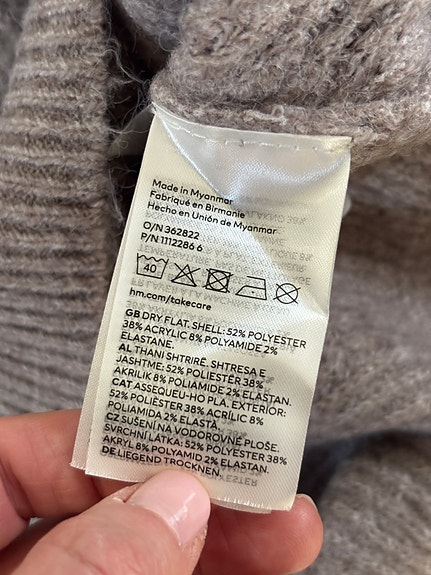 Made in Myanmar
Fabriqué en Birmanie
Hecho en Unión de Myanmar
O/N 362822
P/N 1112286 6
40
hm.com/takecare
GB DRY FLAT. SHELL: 52% POLYESTER
38% ACRYLIC 8% POLYAMIDE 2%
ELASTANE.
AL THANI SHTRIRË. SHTRESA E
JASHTME: 52% POLIESTËR 38%
AKRILIK 8% POLIAMIDE 2% ELASTAN.
CAT ASSEQUEU-HO PLA. EXTERIOR:
52% POLIÈSTER 38% ACRÍLIC 8%
POLIAMIDA 2% ELASTÀ.
CZ SUŠENÍ NA VODOROVNÉ PLOŠE.
SVRCHNÍ LÁTKA: 52% POLYESTER 38%
AKRYL 8% POLYAMID 2% ELASTAN.
DE LIEGEND TROCKNEN.